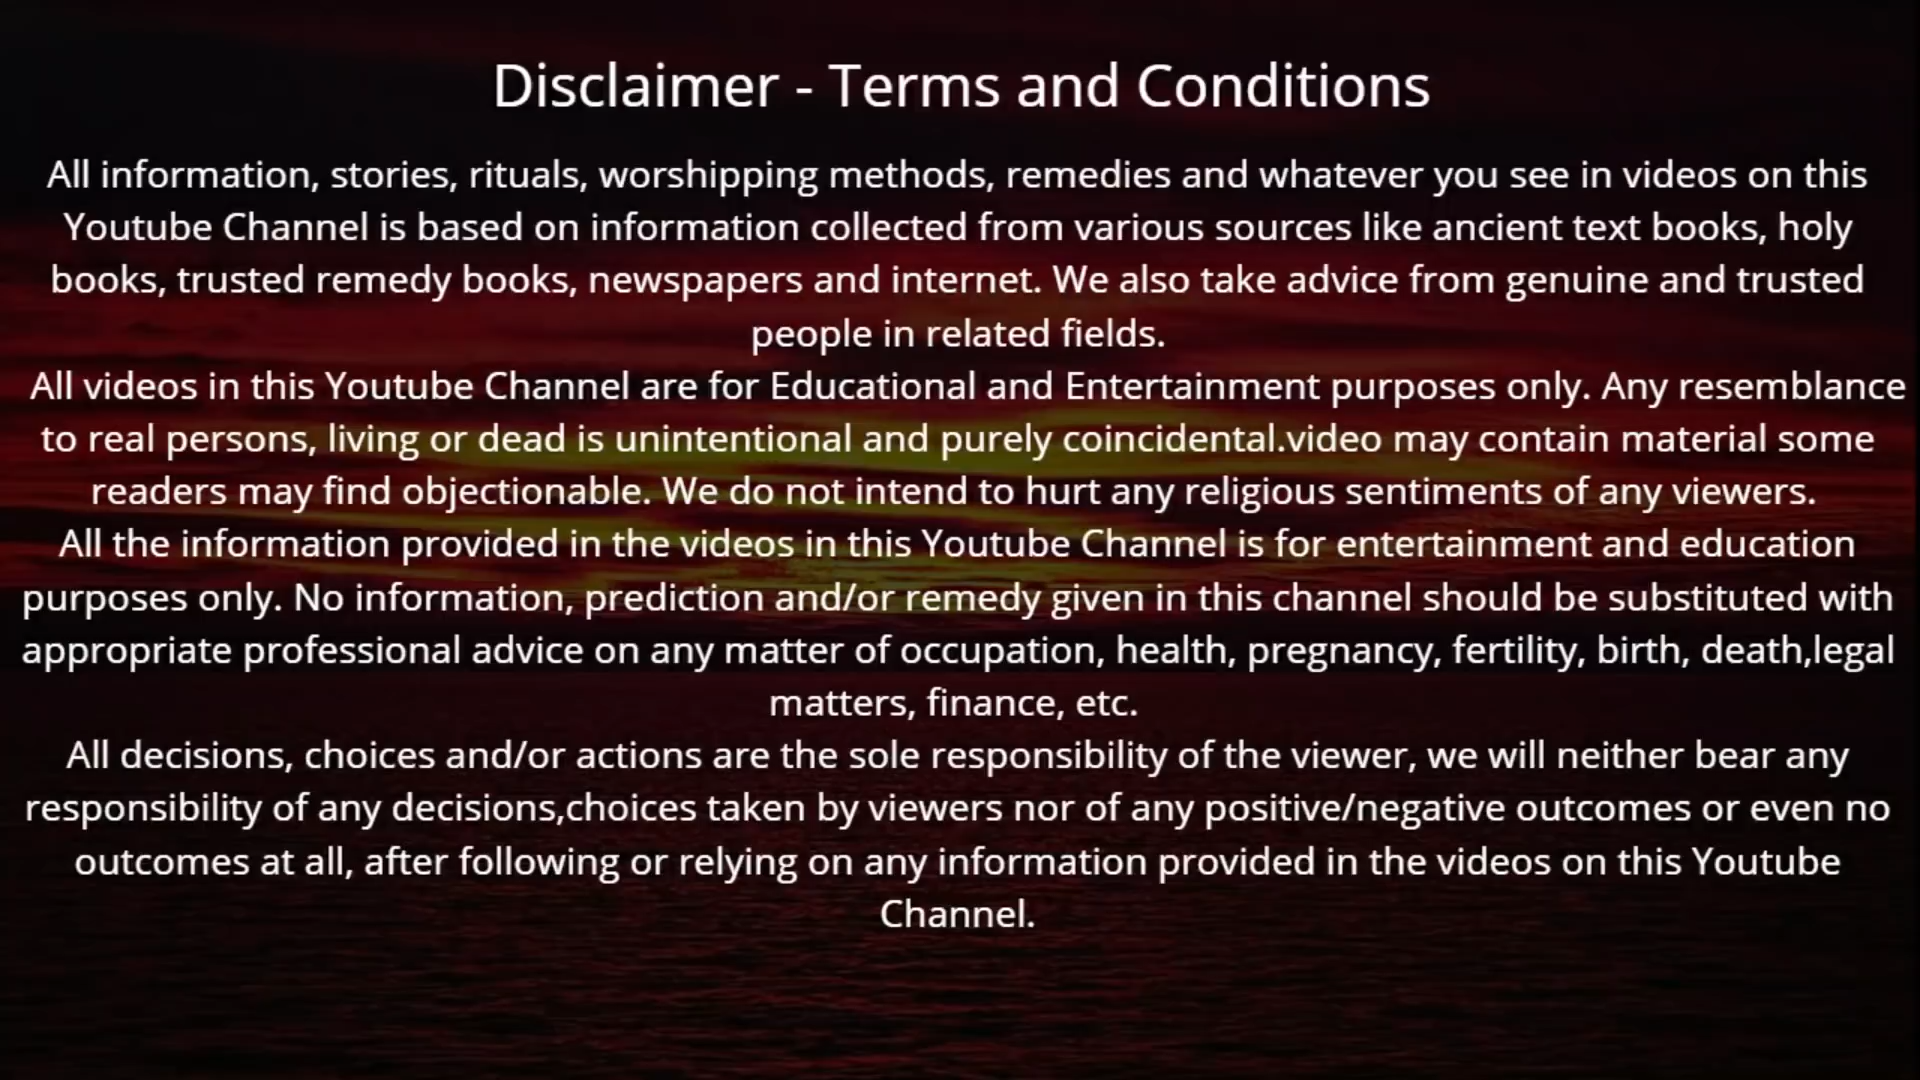 Disclaimer - Terms and Conditions
All information, stories, rituals, worshipping methods, remedies and whatever you see in videos on this
Youtube Channel is based on information collected from various sources like ancient text books, holy
books, trusted remedy books, newspapers and internet. We also take advice from genuine and trusted
people in related fields.
All videos in this Youtube Channel are for Educational and Entertainment purposes only. Any resemblance
to real persons, living or dead is unintentional and purely coincidental.video may contain material some
readers may find objectionable. We do not intend to hurt any religious sentiments of any viewers.
All the information provided in the videos in this Youtube Channel is for entertainment and education
purposes only. No information, prediction and/or remedy given in this channel should be substituted with
appropriate professional advice on any matter of occupation, health, pregnancy, fertility, birth, death,legal
matters, finance, etc.
All decisions, choices and/or actions are the sole responsibility of the viewer, we will neither bear any
responsibility of any decisions,choices taken by viewers nor of any positive/negative outcomes or even no
outcomes at all, after following or relying on any information provided in the videos on this Youtube
Channel.